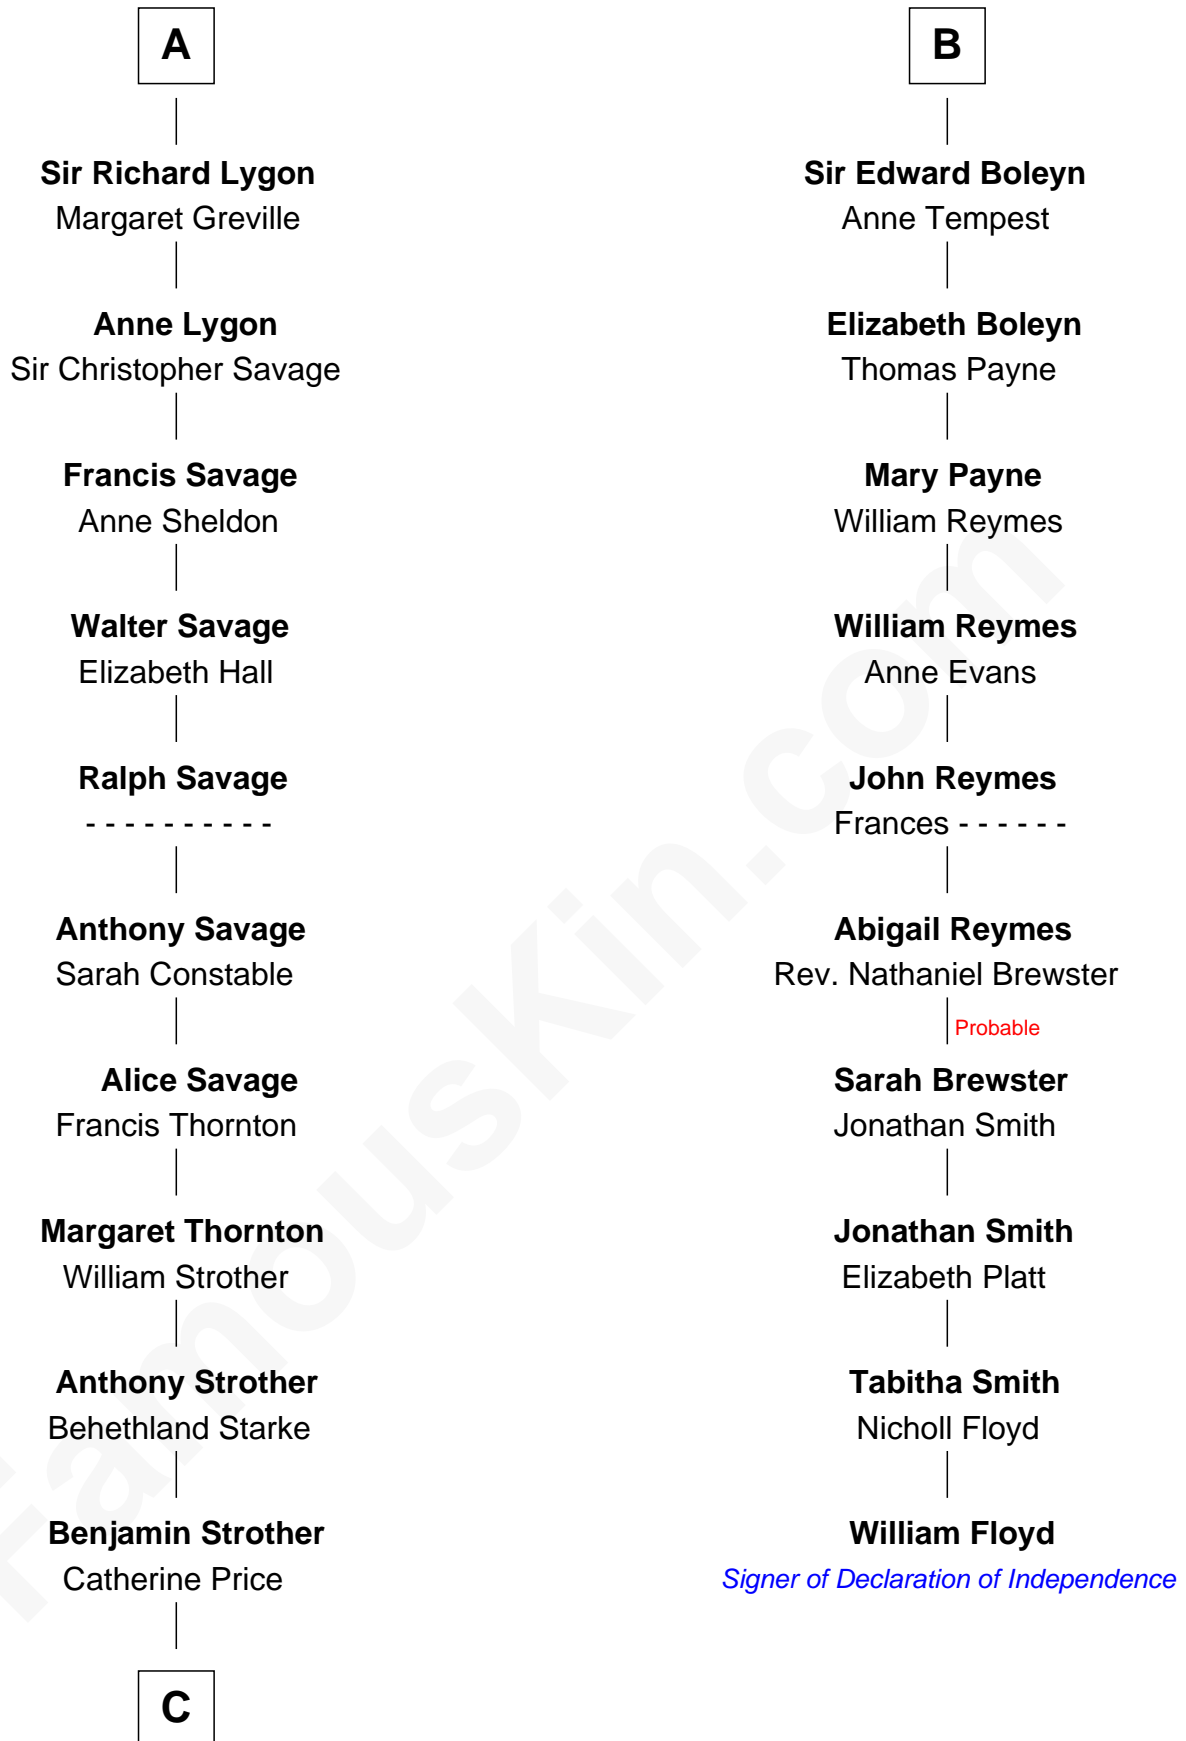 A
Sir Richard Lygon
Margaret Greville
Anne Lygon
Sir Christopher Savage
Francis Savage
Anne Sheldon
Walter Savage
Elizabeth Hall
Ralph Savage
- - - - - - - - - -
Anthony Savage
Sarah Constable
Alice Savage
Francis Thornton
Margaret Thornton
William Strother
Anthony Strother
Behethland Starke
Benjamin Strother
Catherine Price
C
B
Sir Edward Boleyn
Anne Tempest
Elizabeth Boleyn
Thomas Payne
Mary Payne
William Reymes
William Reymes
Anne Evans
John Reymes
Frances - - - - - -
Abigail Reymes
Rev. Nathaniel Brewster
Probable
Sarah Brewster
Jonathan Smith
Jonathan Smith
Elizabeth Platt
Tabitha Smith
Nicholl Floyd
William Floyd
Signer of Declaration of Independence
FamousKin.com